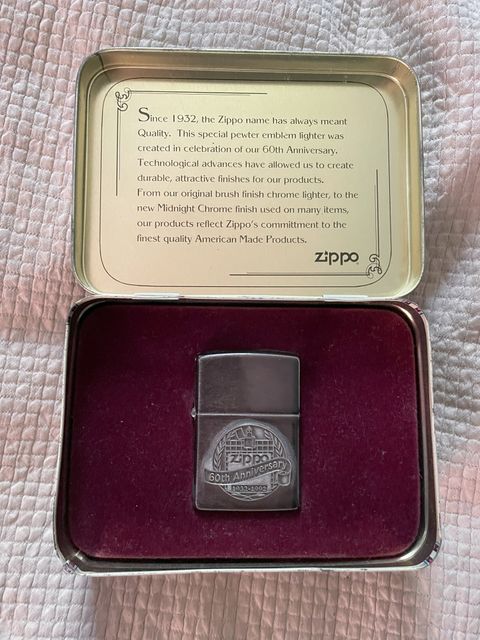 Since 1932, the Zippo name has always meant
Quality. This special pewter emblem lighter was
created in celebration of our 60th Anniversary.
Technological advances have allowed us to create
durable, attractive finishes for our products.
From our original brush finish chrome lighter, to the
new Midnight Chrome finish used on many items,
our products reflect Zippo's committment to the
finest quality American Made Products.
zippo
zippo
60th Anniversary
1932-1992